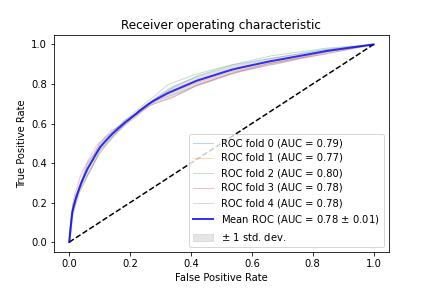 Receiver operating characteristic
True Positive Rate
1.0
0.8
0.6
0.4
0.2
0.0
ROC fold 0 (AUC = 0.79)
ROC fold 1 (AUC = 0.77)
ROC fold 2 (AUC = 0.80)
ROC fold 3 (AUC = 0.78)
ROC fold 4 (AUC = 0.78)
Mean ROC (AUC = 0.78 ± 0.01)
± 1 std. dev.
0.0 0.2 0.4 0.6 0.8 1.0
False Positive Rate